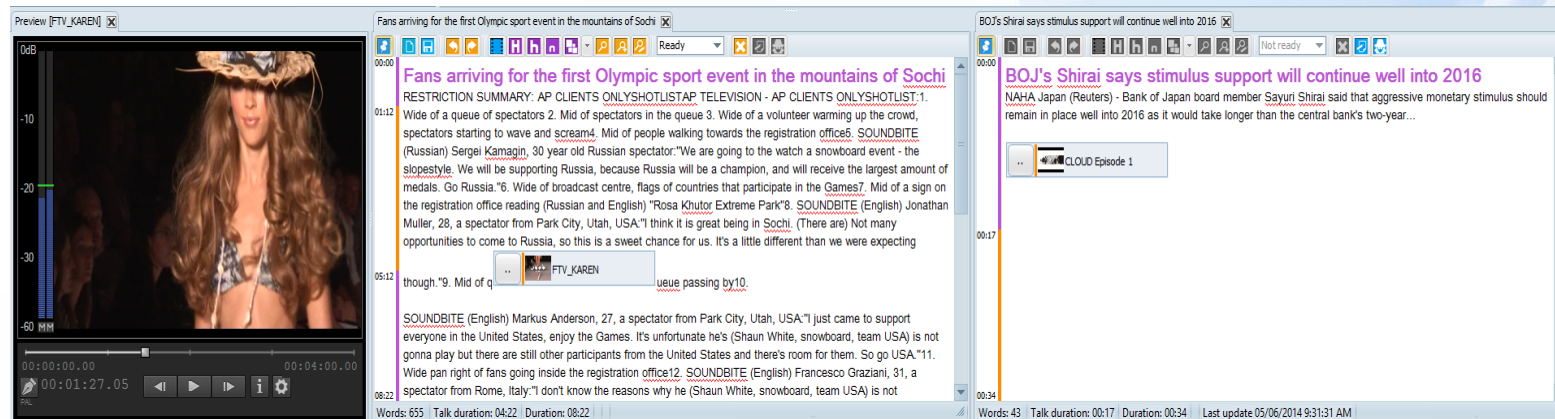 Preview [FTV_KAREN]
0dB
-10
-20
-30
-60 MM
00:00:00.00 00:04:00.00
00:01:27.05
PAL
Fans arriving for the first Olympic sport event in the mountains of Sochi
Ready
00:00
Fans arriving for the first Olympic sport event in the mountains of Sochi
RESTRICTION SUMMARY: AP CLIENTS ONLYSHOTLISTAP TELEVISION - AP CLIENTS ONLYSHOTLIST:1.
01:12
Wide of a queue of spectators 2. Mid of spectators in the queue 3. Wide of a volunteer warming up the crowd,
spectators starting to wave and scream4. Mid of people walking towards the registration office5. SOUNDBITE
(Russian) Sergei Kamagin, 30 year old Russian spectator:"We are going to the watch a snowboard event - the
slopestyle. We will be supporting Russia, because Russia will be a champion, and will receive the largest amount of
medals. Go Russia."6. Wide of broadcast centre, flags of countries that participate in the Games7. Mid of a sign on
the registration office reading (Russian and English) "Rosa Khutor Extreme Park"8. SOUNDBITE (English) Jonathan
Muller, 28, a spectator from Park City, Utah, USA:"I think it is great being in Sochi. (There are) Not many
opportunities to come to Russia, so this is a sweet chance for us. It's a little different than we were expecting
05:12
though."9. Mid of q .. FTV_KAREN ueue passing by10.
SOUNDBITE (English) Markus Anderson, 27, a spectator from Park City, Utah, USA:"I just came to support
everyone in the United States, enjoy the Games. It's unfortunate he's (Shaun White, snowboard, team USA) is not
gonna play but there are still other participants from the United States and there's room for them. So go USA."11.
Wide pan right of fans going inside the registration office12. SOUNDBITE (English) Francesco Graziani, 31, a
spectator from Rome, Italy:"I don't know the reasons why he (Shaun White, snowboard, team USA) is not
08:22
Words: 655 Talk duration: 04:22 Duration: 08:22
BOJ's Shirai says stimulus support will continue well into 2016
Not ready
00:00
BOJ's Shirai says stimulus support will continue well into 2016
NAHA Japan (Reuters) - Bank of Japan board member Sayuri Shirai said that aggressive monetary stimulus should
remain in place well into 2016 as it would take longer than the central bank's two-year...
.. CLOUD Episode 1
00:17
00:34
Words: 43 Talk duration: 00:17 Duration: 00:34 Last update 05/06/2014 9:31:31 AM